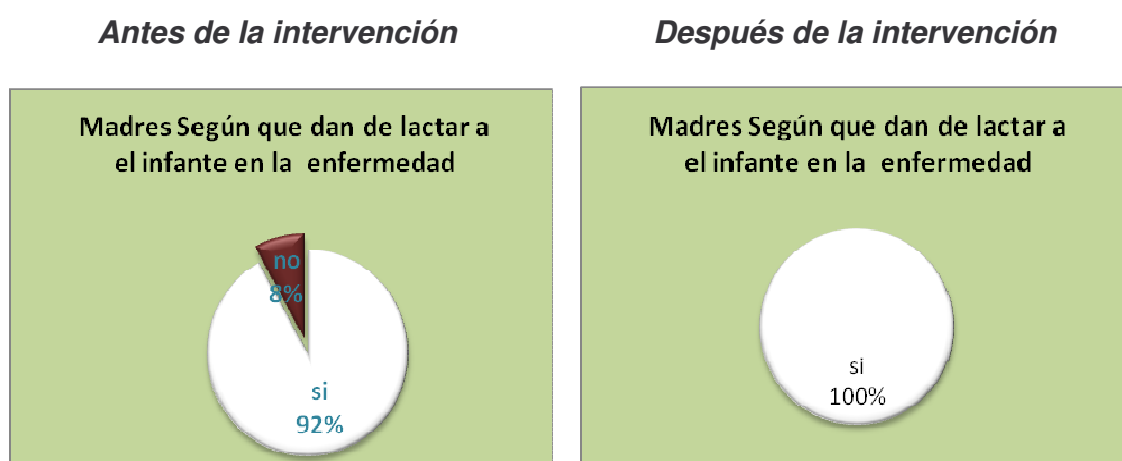 Antes de la intervención
Después de la intervención
Madres Según que dan de lactar a
el infante en la enfermedad
no
8%
si
92%
Madres Según que dan de lactar a
el infante en la enfermedad
si
100%